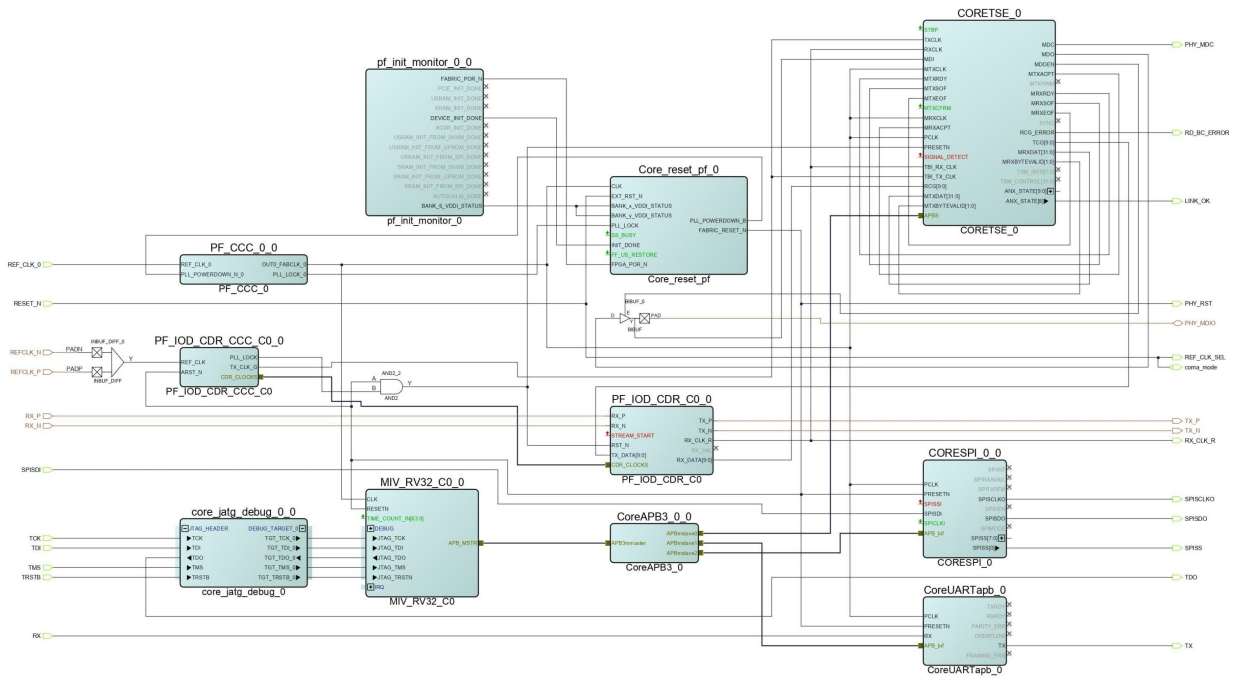 CORETSE_0
STBP
TXCLK
RXCLK
MDI
MTXCLK
MTXRDY
MTXSOF
MTXEOF
MTXCFRM
MRXCLK
MRXACPT
PCLK
PRESETN
SIGNAL_DETECT
TBI_RX_CLK
TBI_TX_CLK
RCG[9:0]
MTXDAT[31:0]
MTXBYTEVALID[1:0]
APBS
MDC
MDO
MDOEN
MTXACPT
MTXHWM
MRXRDY
MRXSOF
MRXEOF
SYNC
RCG_ERROR
TCG[9:0]
MRXDAT[31:0]
MRXBYTEVALID[1:0]
TSM_INTR[1:0]
ANX_STATE[9:0]
ANX_STATE[8]
CORETSE_0
PHY_MDC
RD_BC_ERROR
LINK_OK
pf_init_monitor_0_0
FABRIC_POR_N
PCIE_INIT_DONE
USRAM_INIT_DONE
SRAM_INIT_DONE
DEVICE_INIT_DONE
XCVR_INIT_DONE
USRAM_INIT_FROM_SNVM_DONE
USRAM_INIT_FROM_UPROM_DONE
USRAM_INIT_FROM_SPI_DONE
SRAM_INIT_FROM_SNVM_DONE
SRAM_INIT_FROM_UPROM_DONE
SRAM_INIT_FROM_SPI_DONE
AUTOCALIB_DONE
BANK_6_VDDI_STATUS
pf_init_monitor_0
Core_reset_pf_0
CLK
EXT_RST_N
BANK_x_VDDI_STATUS
BANK_y_VDDI_STATUS
PLL_LOCK
SS_BUSY
INIT_DONE
FF_US_RESTORE
FPGA_POR_N
PLL_POWERDOWN_B
FABRIC_RESET_N
Core_reset_pf
PF_CCC_0_0
REF_CLK_0
REF_CLK_0
PLL_POWERDOWN_N_0
OUT0_FABCLK_0
PLL_LOCK_0
PF_CCC_0
RESET_N
BIBUF_0
D
E
Y
PAD
BIBUF
PHY_RST
PHY_MDIO
REF_CLK_SEL
coma_mode
REFCLK_N
PADN
INBUF_DIFF_0
REFCLK_P
PADP
Y
INBUF_DIFF
PF_IOD_CDR_CCC_C0_0
REF_CLK
ARST_N
PLL_LOCK
TX_CLK_G
CDR_CLOCKS
PF_IOD_CDR_CCC_C0
AND2_2
A
B
Y
AND2
PF_IOD_CDR_C0_0
RX_P
RX_N
RX_P
RX_N
STREAM_START
RST_N
TX_DATA[9:0]
CDR_CLOCKS
TX_P
TX_N
RX_CLK_R
RX_VAL
RX_DATA[9:0]
PF_IOD_CDR_C0
TX_P
TX_N
RX_CLK_R
SPISDI
CORESPI_0_0
PCLK
PRESETN
SPISSI
SPISDI
SPICLKI
APB_bif
SPIINT
SPIRXAVAIL
SPITXRFM
SPISCLKO
SPIOEN
SPISDO
SPIMODE
SPISS[7:0]
SPISS[0]
CORESPI_0
SPISCLKO
SPISDO
SPISS
MIV_RV32_C0_0
CLK
RESETN
TIME_COUNT_IN[63:0]
DEBUG
JTAG_TCK
JTAG_TDI
JTAG_TDO
JTAG_TMS
JTAG_TRSTN
IRQ
APB_MSTR
MIV_RV32_C0
core_jatg_debug_0_0
JTAG_HEADER
TCK
TDI
TDO
TMS
TRSTB
DEBUG_TARGET_0
TGT_TCK_0
TGT_TDI_0
TGT_TDO_0
TGT_TMS_0
TGT_TRSTB_0
core_jatg_debug_0
TCK
TDI
TMS
TRSTB
CoreAPB3_0_0
APB3mmaster
APBmslave0
APBmslave1
APBmslave2
CoreAPB3_0
TDO
CoreUARTapb_0
PCLK
PRESETN
RX
APB_bif
TXRDY
RXRDY
PARITY_ERR
OVERFLOW
TX
FRAMING_ERR
CoreUARTapb_0
RX
TX